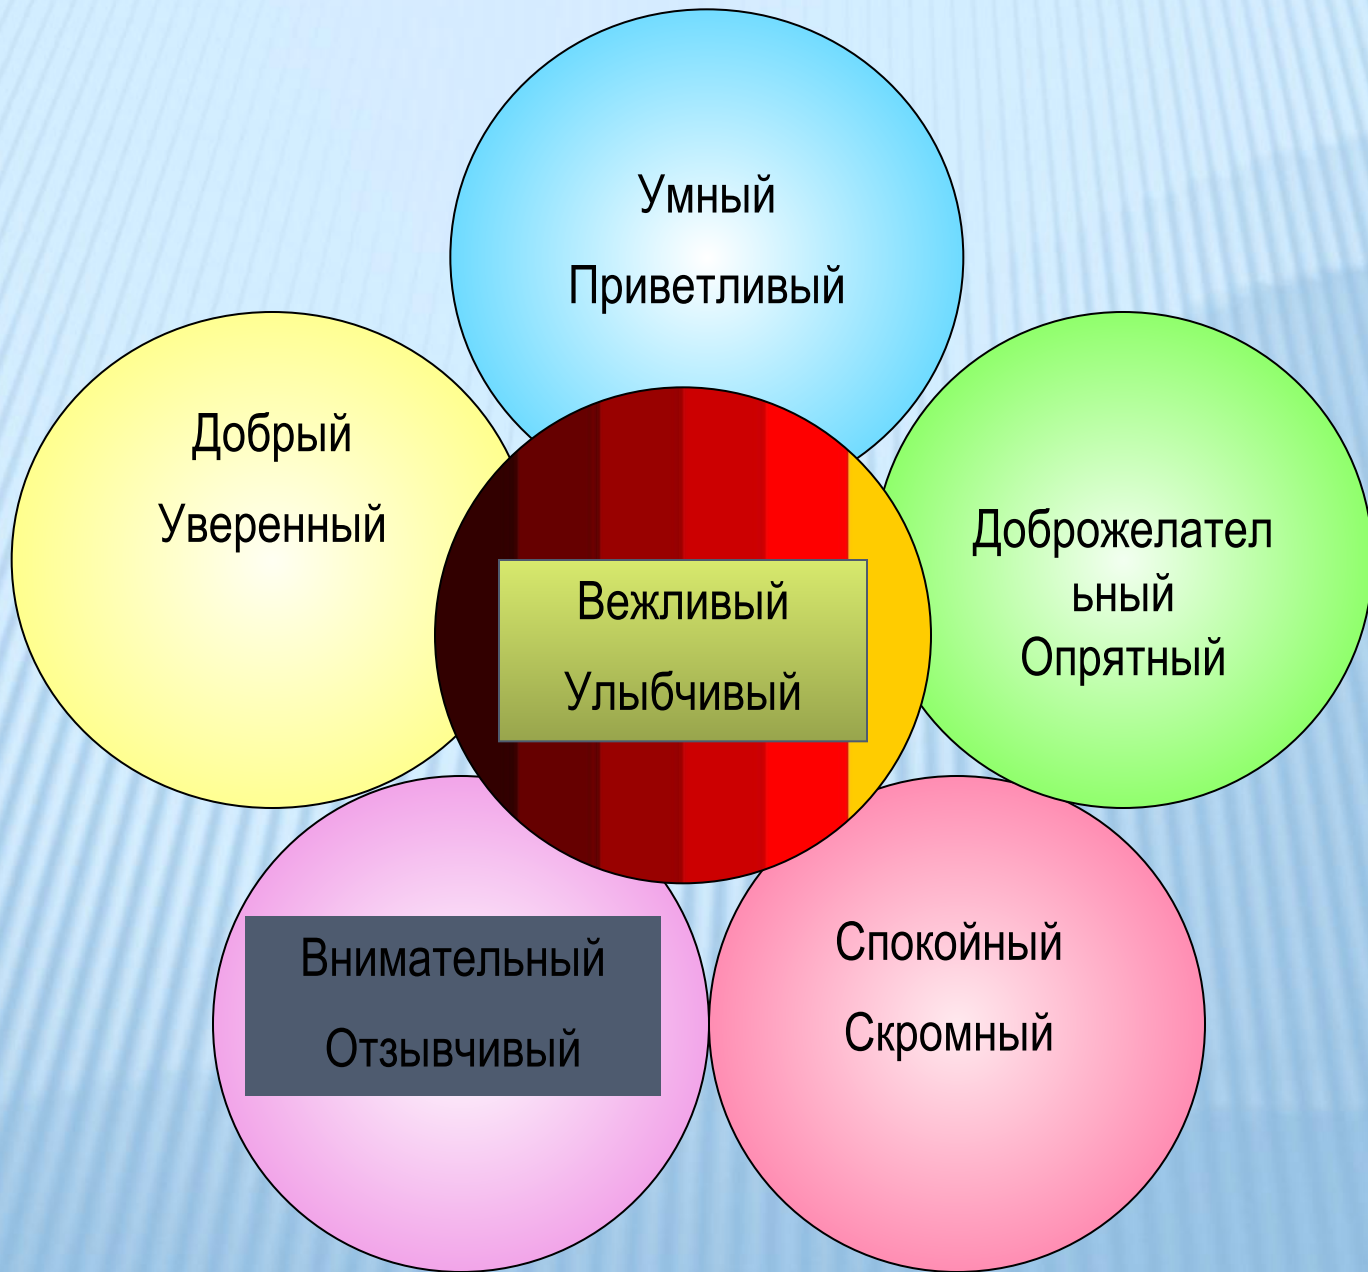 Умный
Приветливый
Добрый
Уверенный
Доброжелател
ьный
Опрятный
Вежливый
Улыбчивый
Внимательный
Отзывчивый
Спокойный
Скромный